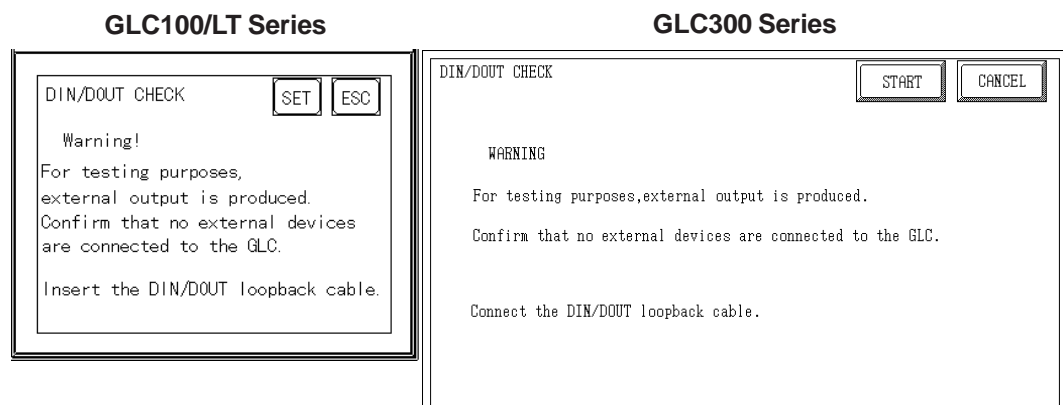 GLC100/LT Series
DIN/DOUT CHECK
SET
ESC
Warning!
For testing purposes,
external output is produced.
Confirm that no external devices
are connected to the GLC.
Insert the DIN/DOUT loopback cable.
GLC300 Series
DIN/DOUT CHECK
START
CANCEL
WARNING
For testing purposes,external output is produced.
Confirm that no external devices are connected to the GLC.
Connect the DIN/DOUT loopback cable.